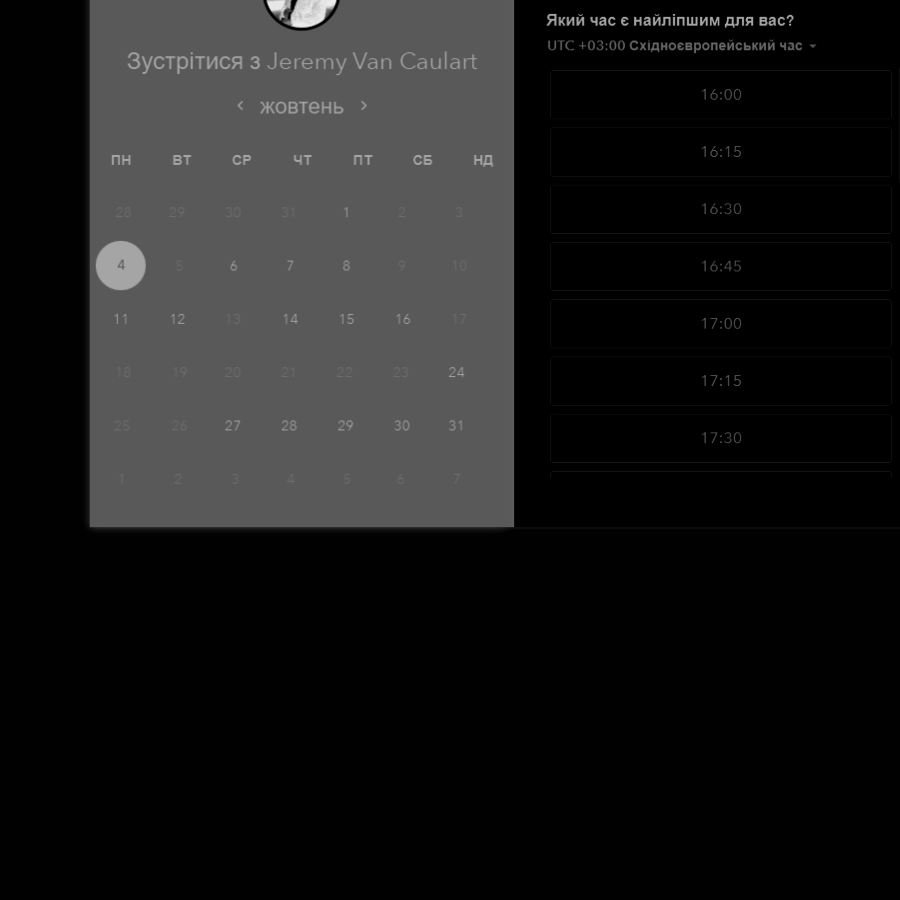 Зустрітися з Jeremy Van Caulart
жовтень
ПН ВТ СР ЧТ ПТ СБ НД
28 29 30 31 1 2 3
4 5 6 7 8 9 10
11 12 13 14 15 16 17
18 19 20 21 22 23 24
25 26 27 28 29 30 31
1 2 3 4 5 6 7
Який час є найліпшим для вас?
UTC +03:00 Східноєвропейський час
16:00
16:15
16:30
16:45
17:00
17:15
17:30